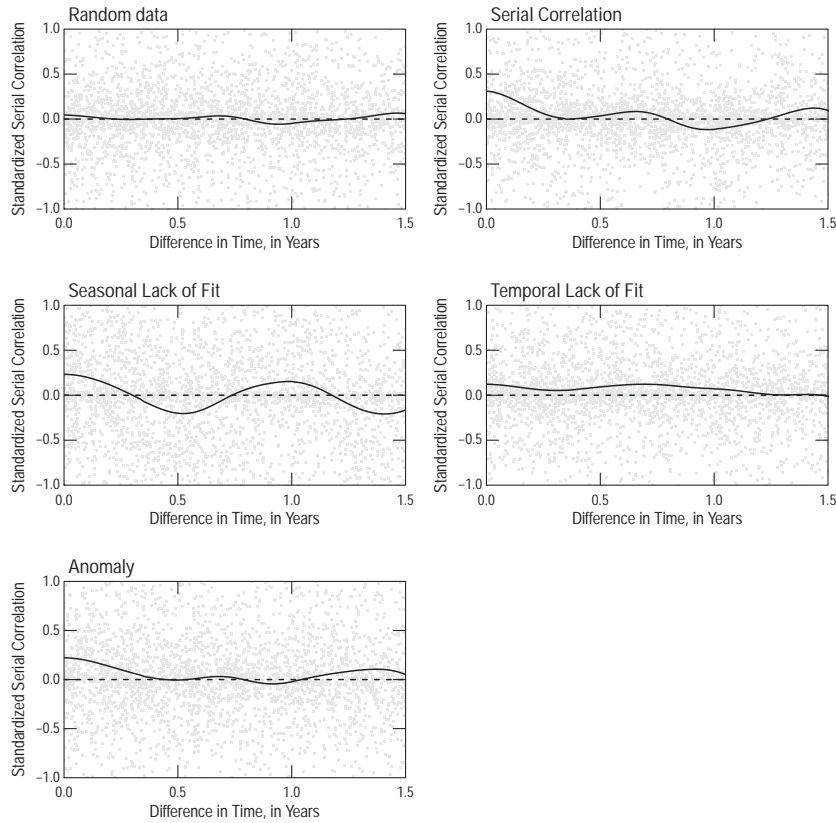 Random data
Standardized Serial Correlation
1.0
0.5
0.0
−0.5
−1.0
0.0 0.5 1.0 1.5
Difference in Time, in Years
Serial Correlation
Standardized Serial Correlation
1.0
0.5
0.0
−0.5
−1.0
0.0 0.5 1.0 1.5
Difference in Time, in Years
Seasonal Lack of Fit
Standardized Serial Correlation
1.0
0.5
0.0
−0.5
−1.0
0.0 0.5 1.0 1.5
Difference in Time, in Years
Temporal Lack of Fit
Standardized Serial Correlation
1.0
0.5
0.0
−0.5
−1.0
0.0 0.5 1.0 1.5
Difference in Time, in Years
Anomaly
Standardized Serial Correlation
1.0
0.5
0.0
−0.5
−1.0
0.0 0.5 1.0 1.5
Difference in Time, in Years